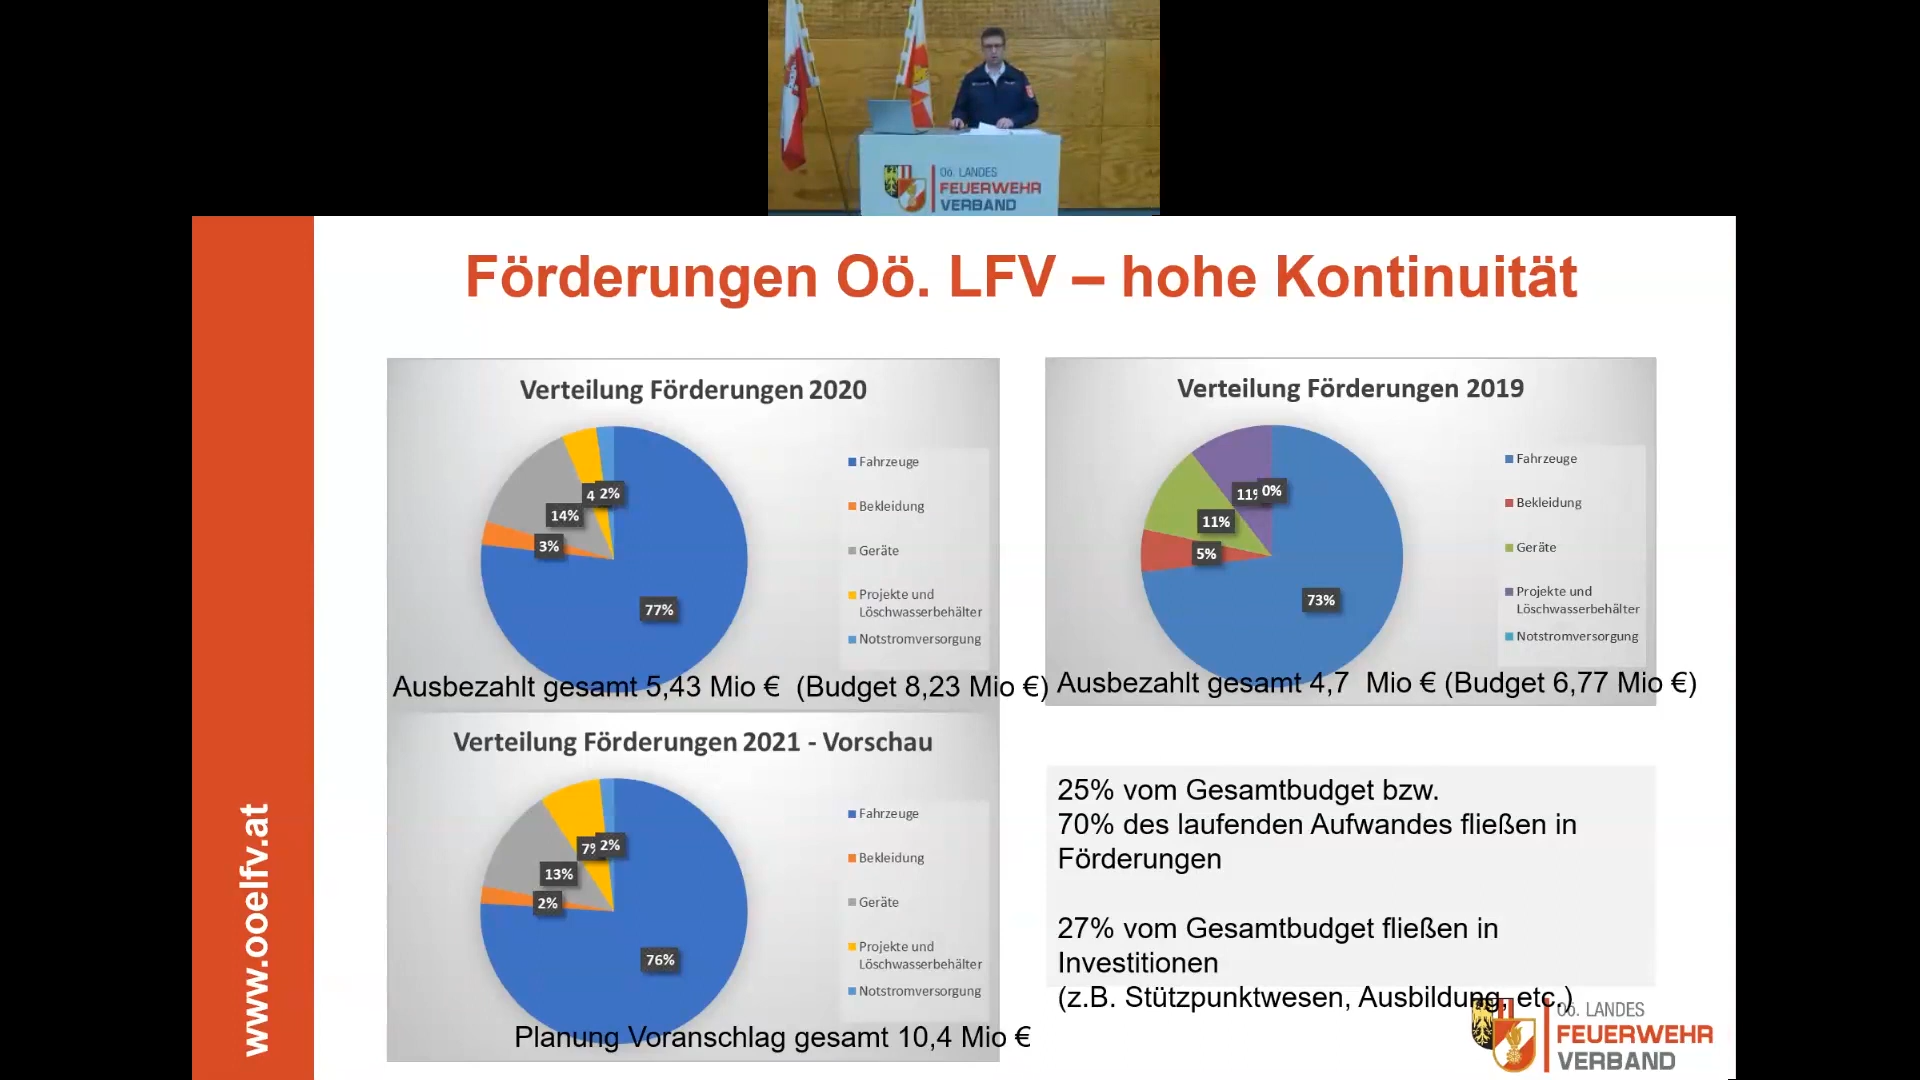 OÖ. LANDES
FEUERWEHR
VERBAND
Förderungen Oö. LFV – hohe Kontinuität
Verteilung Förderungen 2020
Fahrzeuge
Bekleidung
Geräte
Projekte und
Löschwasserbehälter
Notstromversorgung
4
2%
14%
3%
77%
Ausbezahlt gesamt 5,43 Mio € (Budget 8,23 Mio €)
Verteilung Förderungen 2019
Fahrzeuge
Bekleidung
Geräte
Projekte und
Löschwasserbehälter
Notstromversorgung
11%
0%
11%
5%
73%
Ausbezahlt gesamt 4,7 Mio € (Budget 6,77 Mio €)
Verteilung Förderungen 2021 - Vorschau
Fahrzeuge
Bekleidung
Geräte
Projekte und
Löschwasserbehälter
Notstromversorgung
7%
2%
13%
2%
76%
Planung Voranschlag gesamt 10,4 Mio €
25% vom Gesamtbudget bzw.
70% des laufenden Aufwandes fließen in
Förderungen
27% vom Gesamtbudget fließen in
Investitionen
(z.B. Stützpunktwesen, Ausbildung, etc.)
www.ooelfv.at
OÖ. LANDES
FEUERWEHR
VERBAND